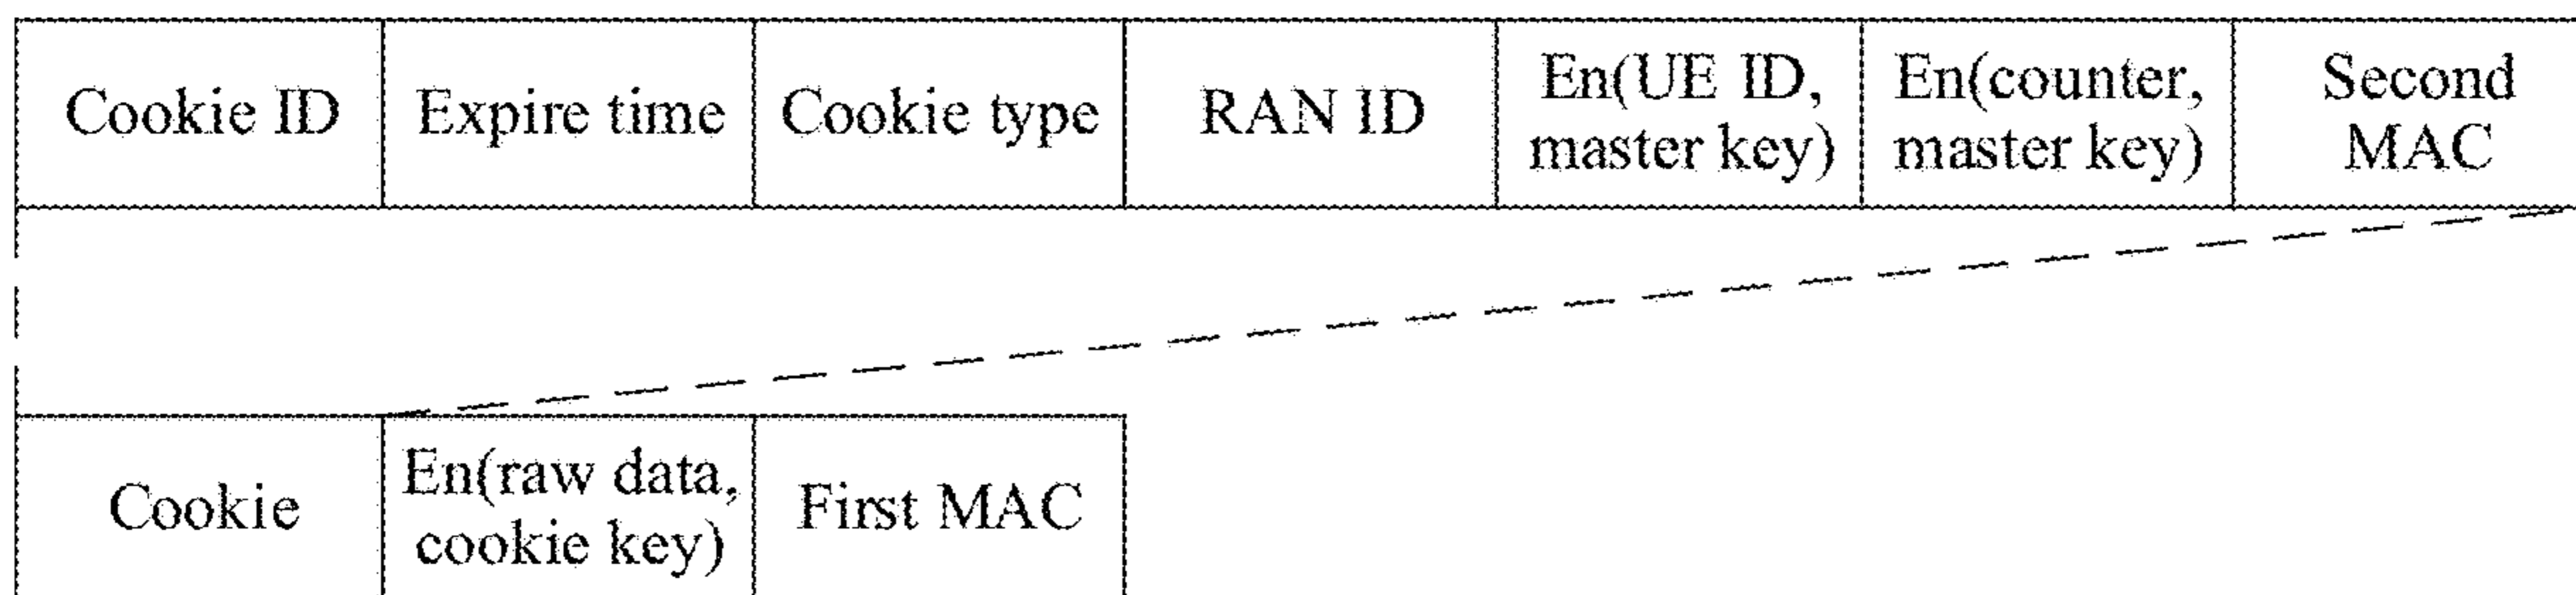 Cookie ID
Expire time
Cookie type
RAN ID
En(UE ID,
master key)
En(counter,
master key)
Second
MAC
Cookie
En(raw data,
cookie key)
First MAC